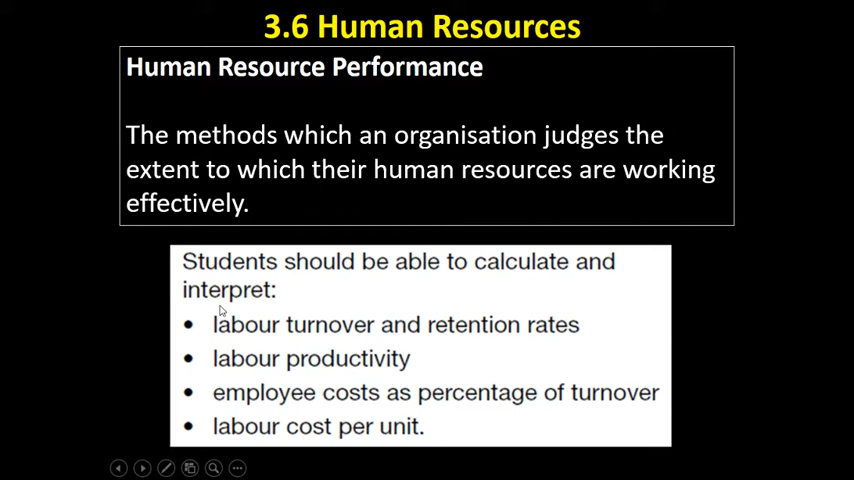 3.6 Human Resources
Human Resource Performance
The methods which an organisation judges the
extent to which their human resources are working
effectively.
Students should be able to calculate and
interpret:
• labour turnover and retention rates
• labour productivity
• employee costs as percentage of turnover
• labour cost per unit.